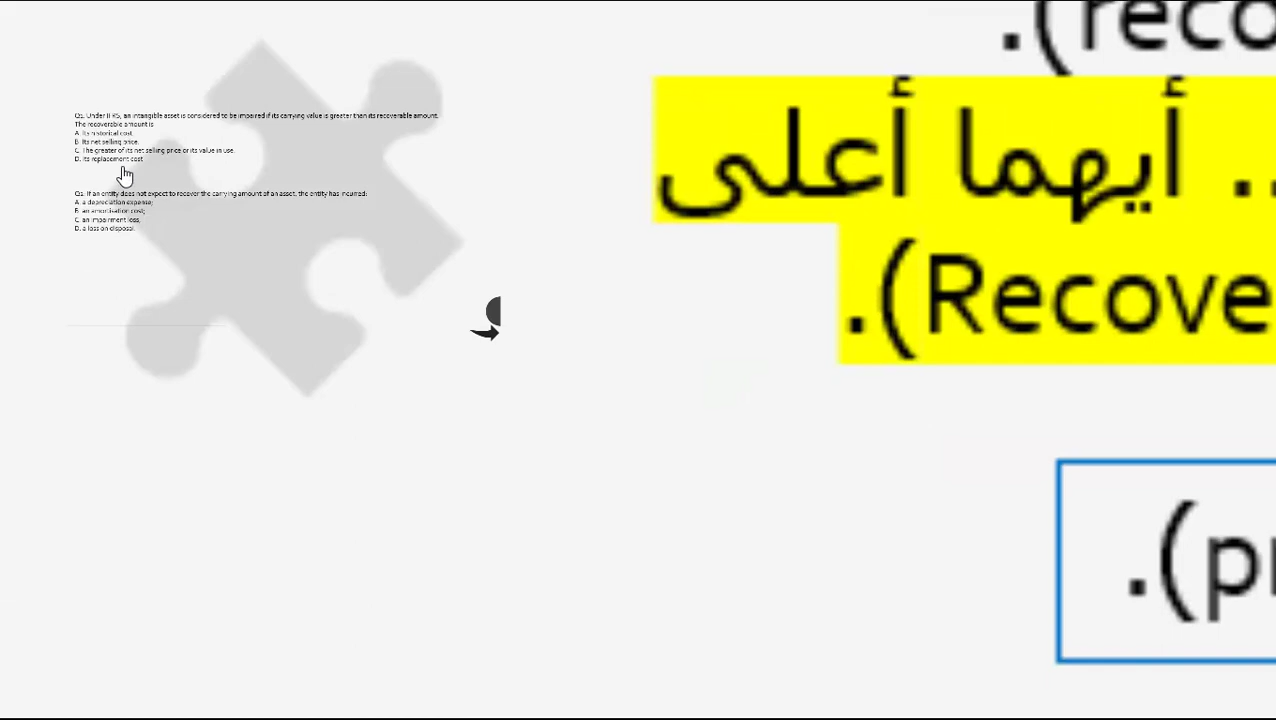 Q1. Under IFRS, an intangible asset is considered to be impaired if its carrying value is greater than its recoverable amount.
The recoverable amount is
A. Its historical cost.
B. Its net selling price.
C. The greater of its net selling price or its value in use.
D. Its replacement cost
Q2. If an entity does not expect to recover the carrying amount of an asset, the entity has incurred:
A. a depreciation expense;
B. an amortisation cost;
C. an impairment loss;
D. a loss on disposal.
.(reco
.. أيهما أعلى
.(Recove
.(pr